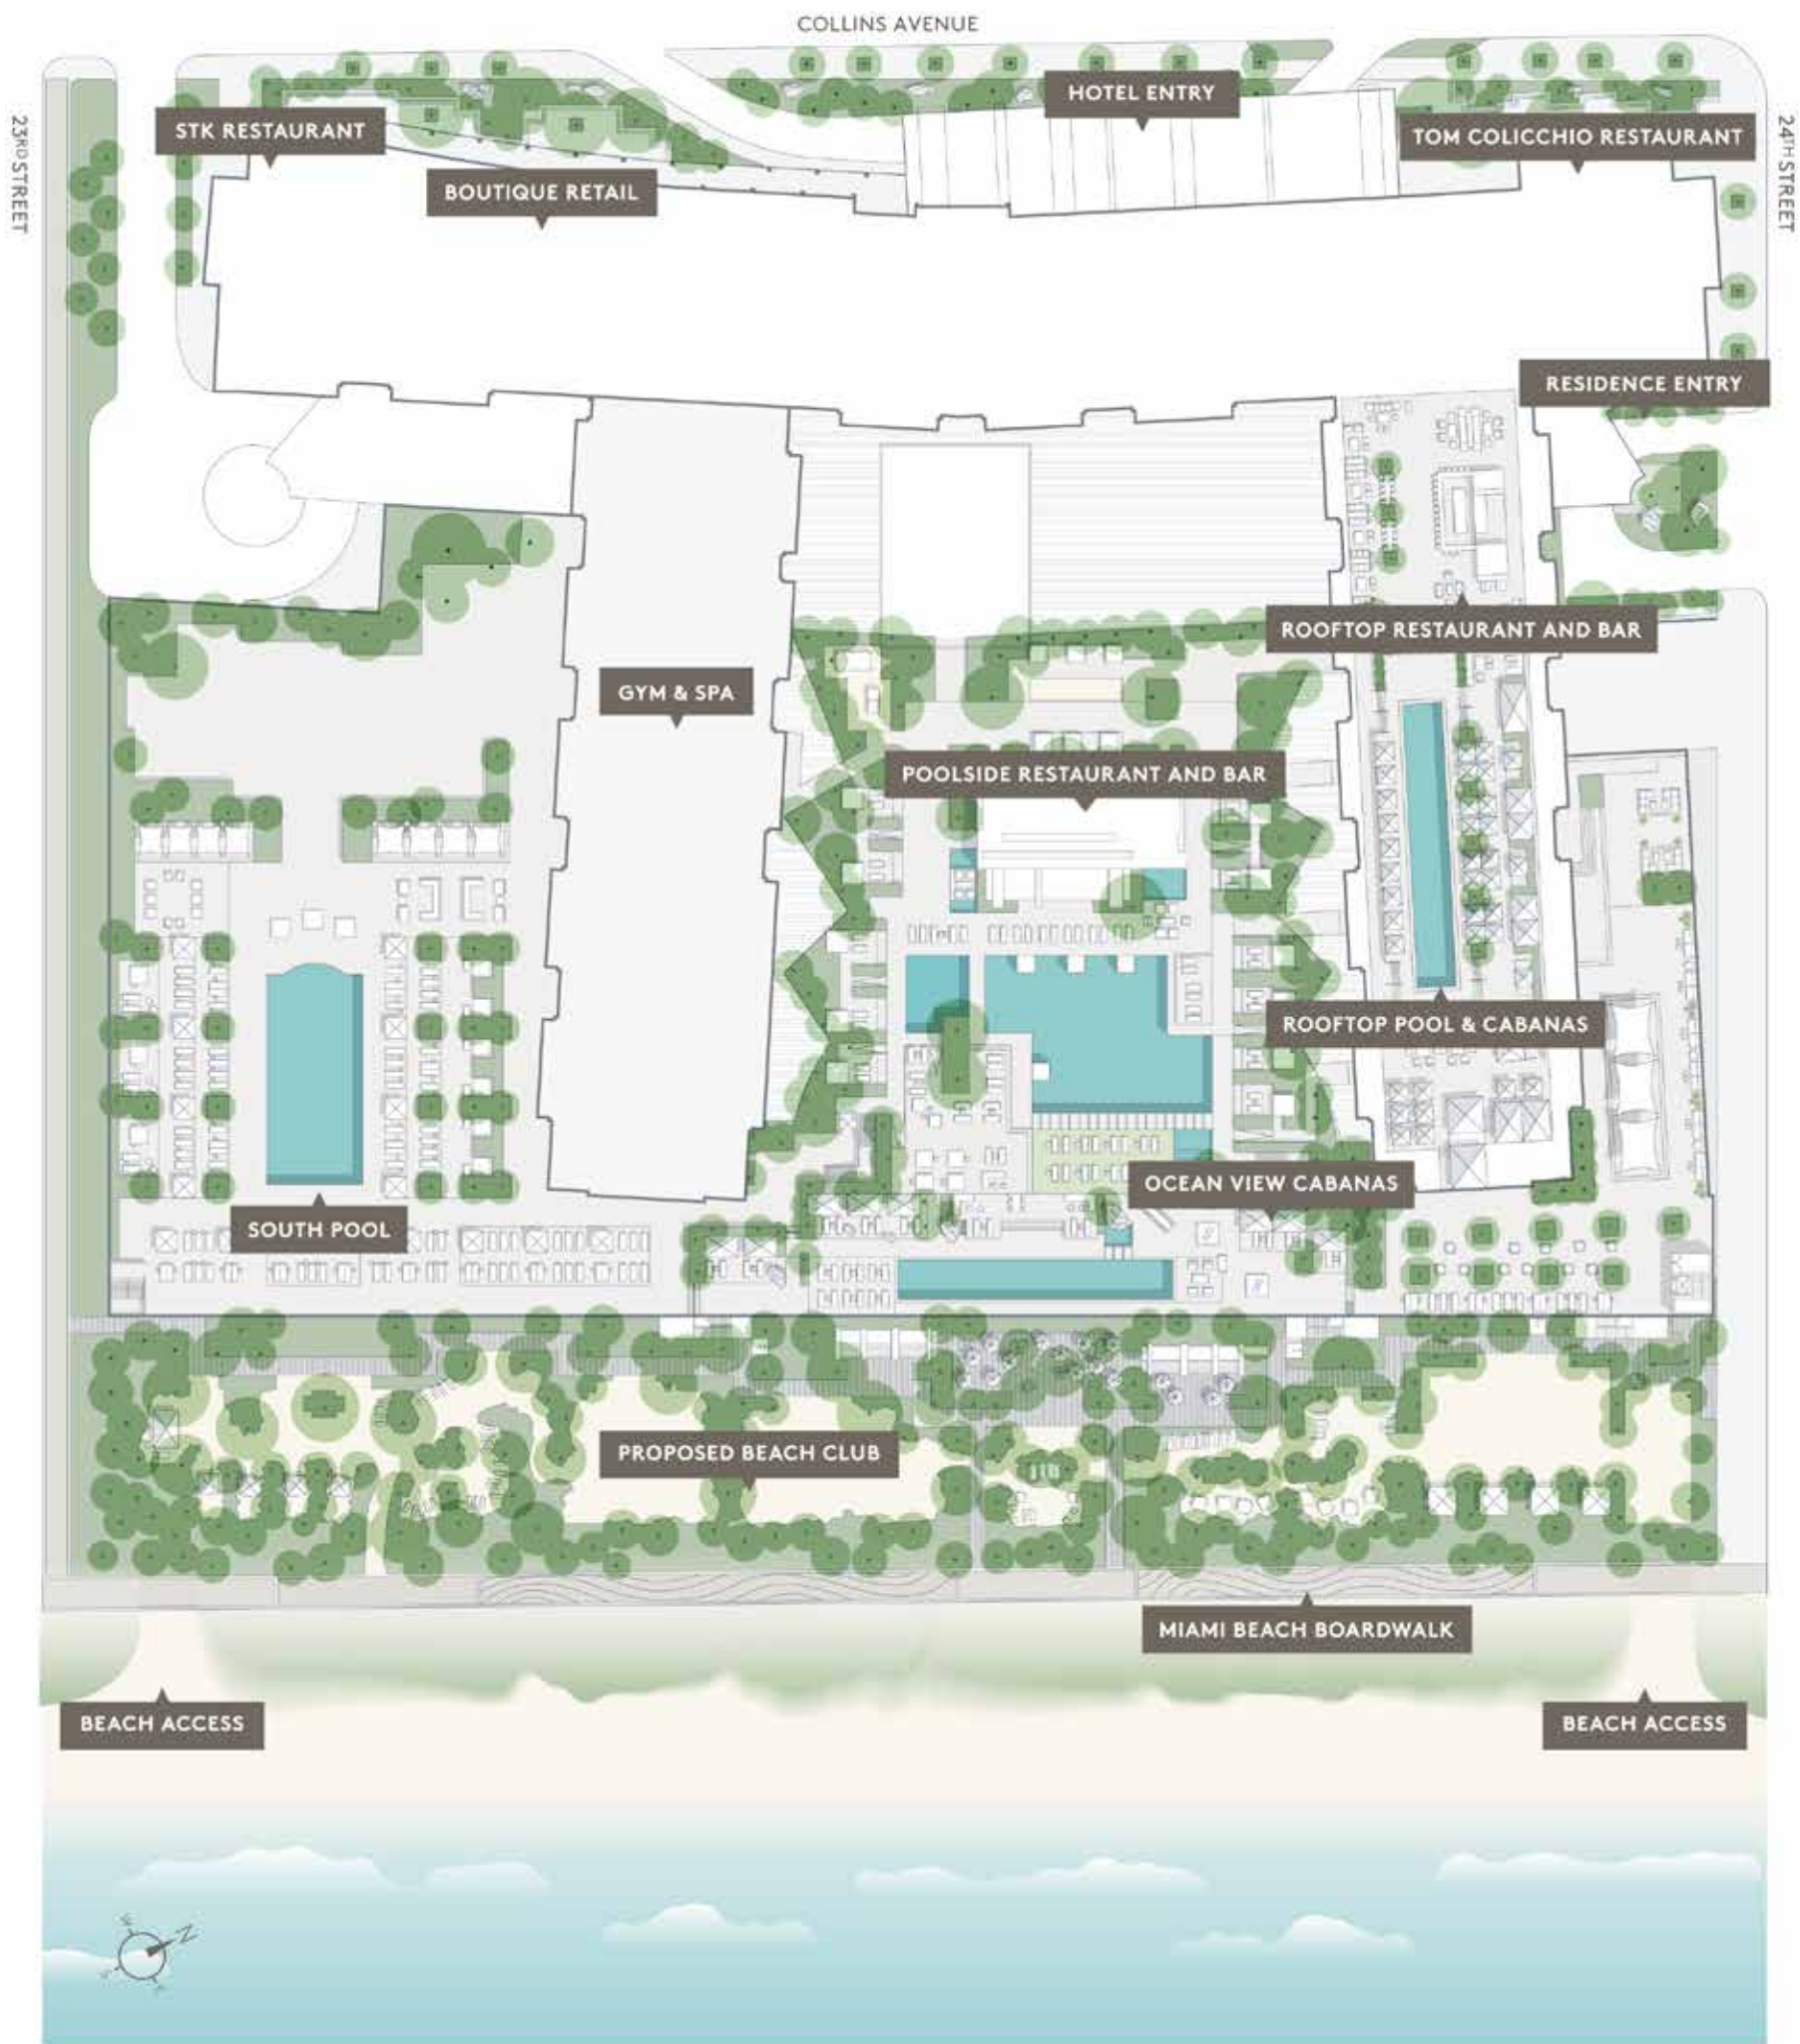 COLLINS AVENUE
23RD STREET
24TH STREET
HOTEL ENTRY
STK RESTAURANT
TOM COLICCHIO RESTAURANT
BOUTIQUE RETAIL
RESIDENCE ENTRY
ROOFTOP RESTAURANT AND BAR
GYM & SPA
POOLSIDE RESTAURANT AND BAR
ROOFTOP POOL & CABANAS
OCEAN VIEW CABANAS
SOUTH POOL
PROPOSED BEACH CLUB
MIAMI BEACH BOARDWALK
BEACH ACCESS
BEACH ACCESS
N